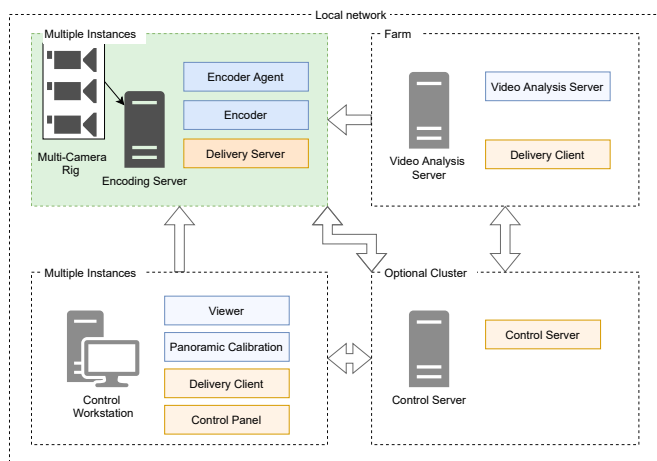 Local network
Multiple Instances
Encoder Agent
Encoder
Delivery Server
Multi-Camera
Rig
Encoding Server
Farm
Video Analysis Server
Delivery Client
Video Analysis
Server
Multiple Instances
Viewer
Panoramic Calibration
Delivery Client
Control Panel
Control
Workstation
Optional Cluster
Control Server
Control Server